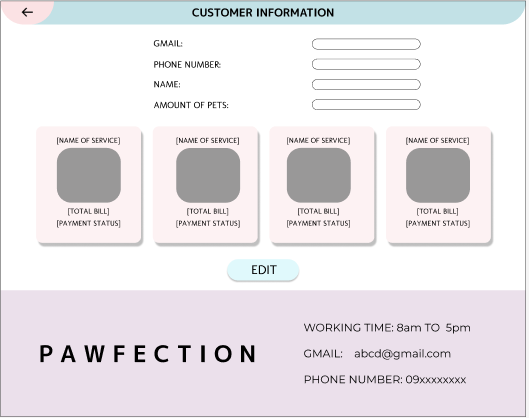 CUSTOMER INFORMATION
GMAIL:
PHONE NUMBER:
NAME:
AMOUNT OF PETS:
[NAME OF SERVICE] [NAME OF SERVICE] [NAME OF SERVICE] [NAME OF SERVICE]
[TOTAL BILL] [TOTAL BILL] [TOTAL BILL] [TOTAL BILL]
[PAYMENT STATUS] [PAYMENT STATUS] [PAYMENT STATUS] [PAYMENT STATUS]
EDIT
PAWFECTION
WORKING TIME: 8am TO 5pm
GMAIL: abcd@gmail.com
PHONE NUMBER: 09xxxxxxxx